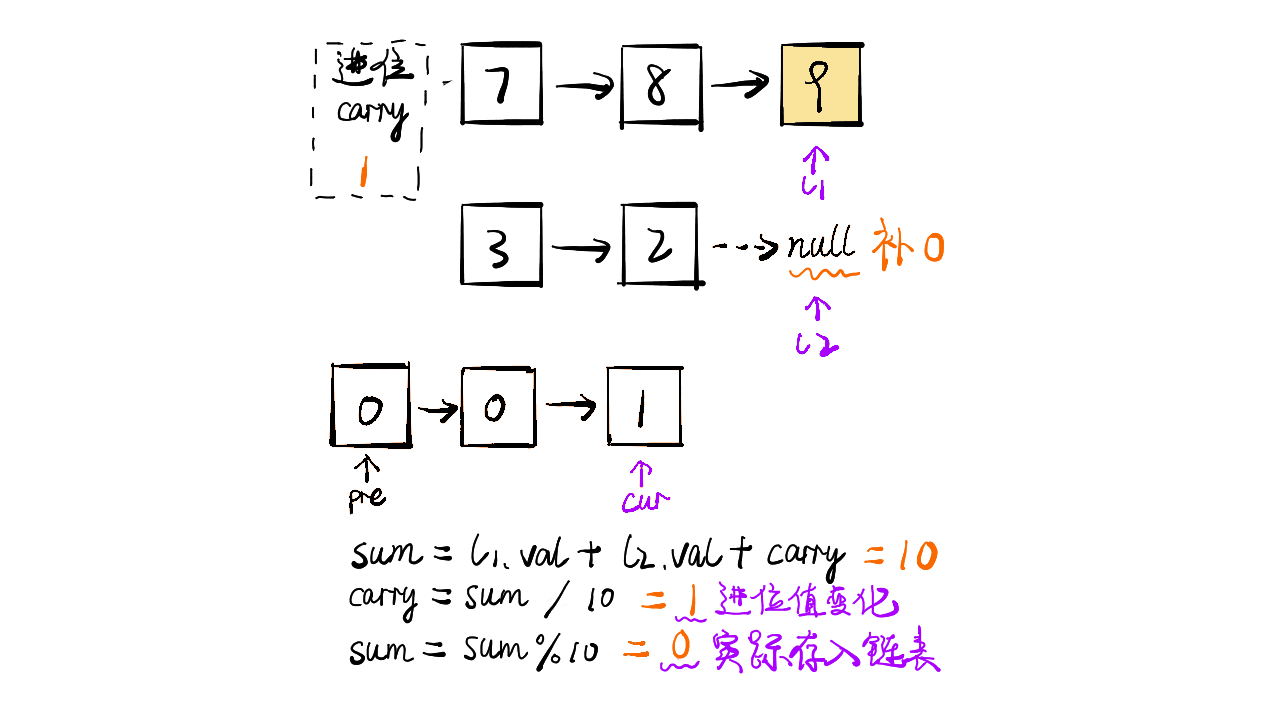 进位
carry
1
7 → 8 → 9
l1
3 → 2 ⇢ null 补0
l2
0 → 0 → 1
pre
cur
sum = l1.val + l2.val + carry = 10
carry = sum / 10 = 1 进位值变化
sum = sum%10 = 0 实际存入链表